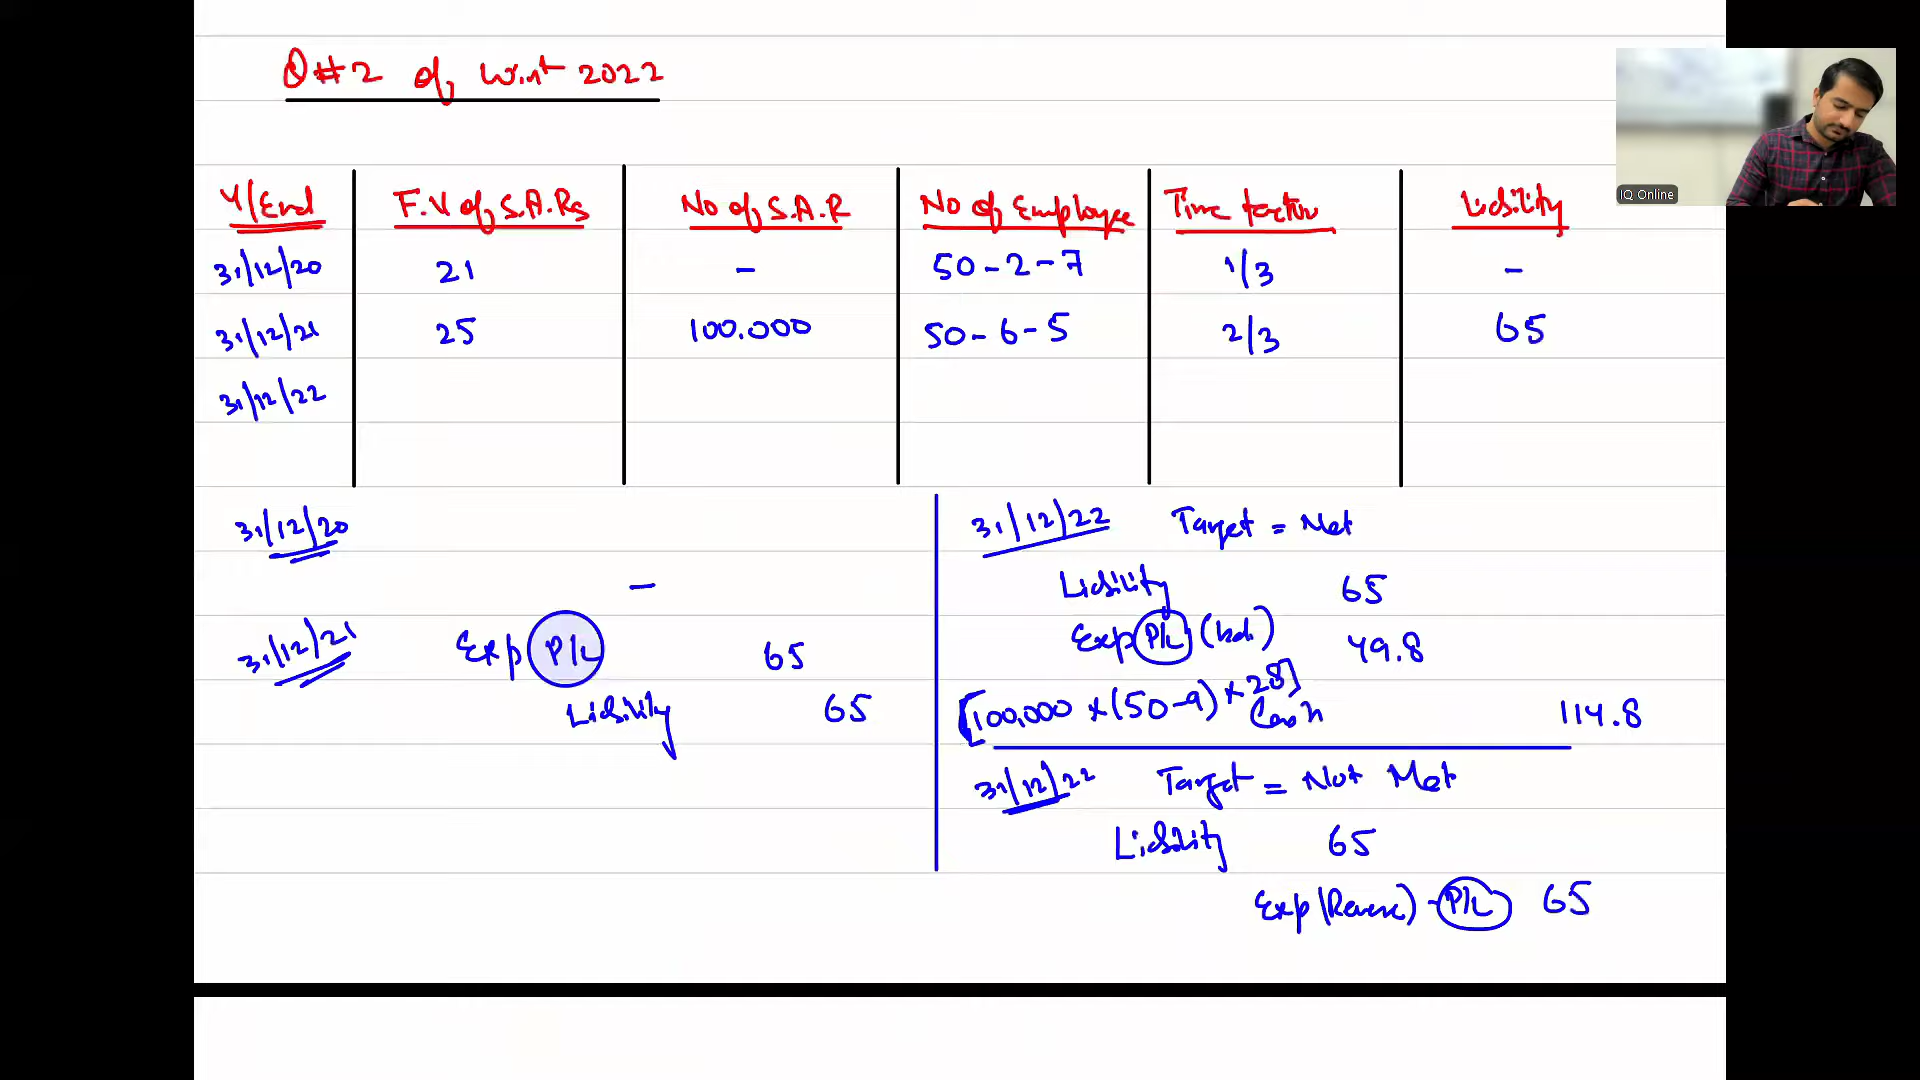 Q#2 of Wint 2022
IQ Online
Y/End F.V of S.A.Rs No of S.A.R No of Employee Time factor Liability
31/12/20 21 - 50-2-7 1/3 -
31/12/21 25 100.000 50-6-5 2/3 65
31/12/22
31/12/20
-
31/12/21 Exp P/L 65
Liability 65
31/12/22 Target = Met
Liability 65
Exp P/L (bal.) 49.8
[100,000 × (50-9) × 28]
Cash 114.8
31/12/22 Target = Not Met
Liability 65
Exp (Reverse) - P/L 65